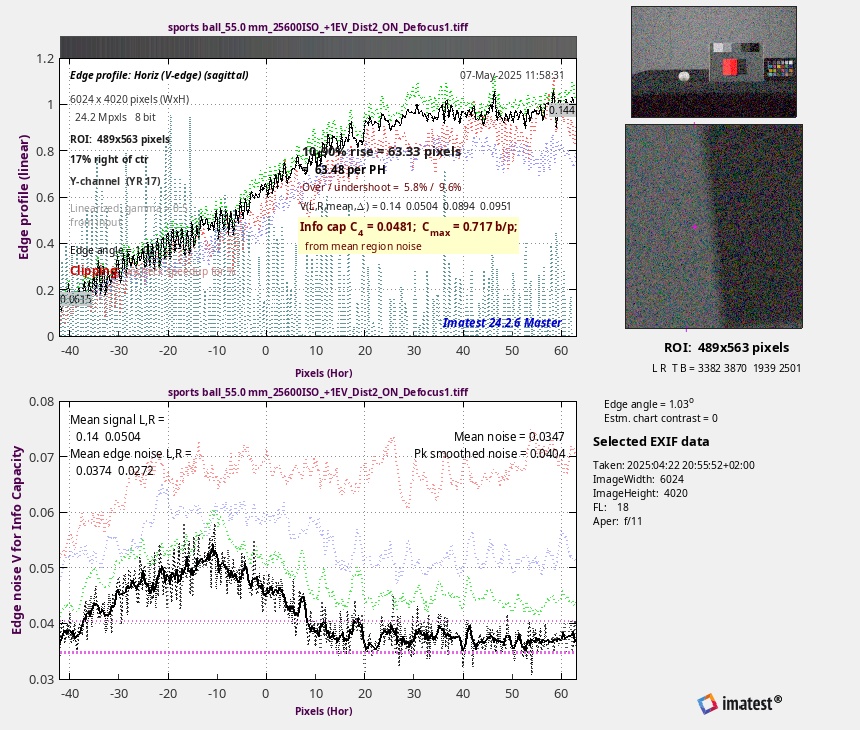 sports ball_55.0 mm_25600ISO_+1EV_Dist2_ON_Defocus1.tiff
Edge profile: Horiz (V-edge) (sagittal)
07-May-2025 11:58:31
6024 x 4020 pixels (WxH)
24.2 Mpxls 8 bit
ROI: 489x563 pixels
17% right of ctr
Y-channel (YR 17)
10-90% rise = 63.33 pixels
63.48 per PH
Over / undershoot = 5.8% / 9.6%
V(L,R,mean,Δ) = 0.14 0.0504 0.0894 0.0951
Info cap C4 = 0.0481; Cmax = 0.717 b/p;
from mean region noise
Edge angle =
Clipping
0.144
0.0615
Imatest 24.2.6 Master
Edge profile (linear)
1.2
1
0.8
0.6
0.4
0.2
0
-40 -30 -20 -10 0 10 20 30 40 50 60
Pixels (Hor)
sports ball_55.0 mm_25600ISO_+1EV_Dist2_ON_Defocus1.tiff
Mean signal L,R =
0.14 0.0504
Mean edge noise L,R =
0.0374 0.0272
Mean noise = 0.0347
Pk smoothed noise = 0.0404
Edge noise V for Info Capacity
0.08
0.07
0.06
0.05
0.04
0.03
-40 -30 -20 -10 0 10 20 30 40 50 60
Pixels (Hor)
ROI: 489x563 pixels
L R T B = 3382 3870 1939 2501
Edge angle = 1.03o
Estm. chart contrast = 0
Selected EXIF data
Taken: 2025:04:22 20:55:52+02:00
ImageWidth: 6024
ImageHeight: 4020
FL: 18
Aper: f/11
imatest®